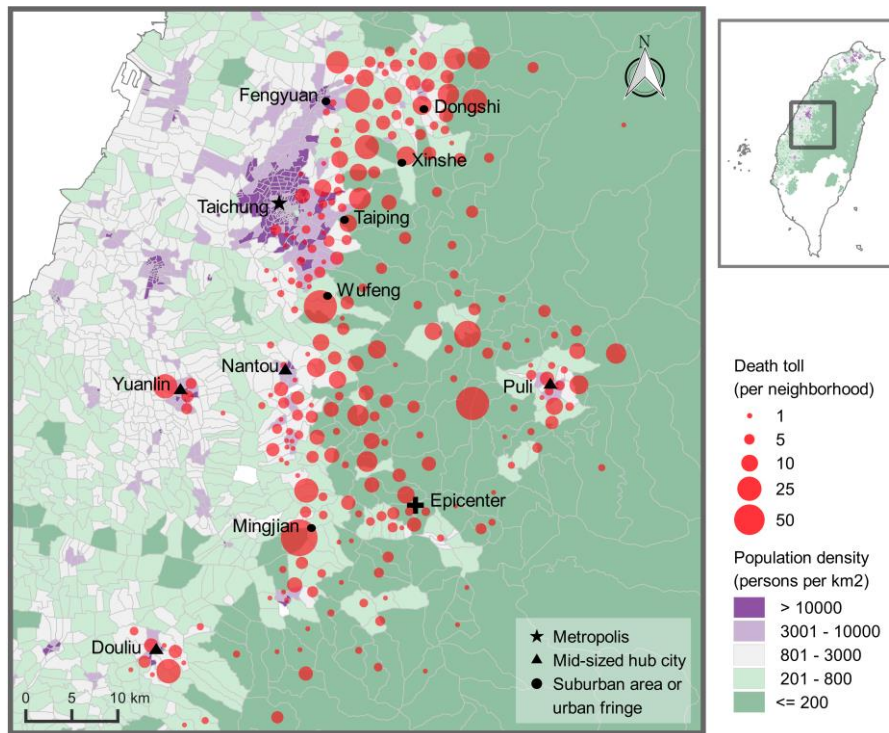 N
Fengyuan
Dongshi
Xinshe
Taichung
Taiping
Wufeng
Nantou
Yuanlin
Puli
Epicenter
Mingjian
Douliu
0 5 10 km
Metropolis
Mid-sized hub city
Suburban area or
urban fringe
Death toll
(per neighborhood)
1
5
10
25
50
Population density
(persons per km2)
> 10000
3001 - 10000
801 - 3000
201 - 800
<= 200